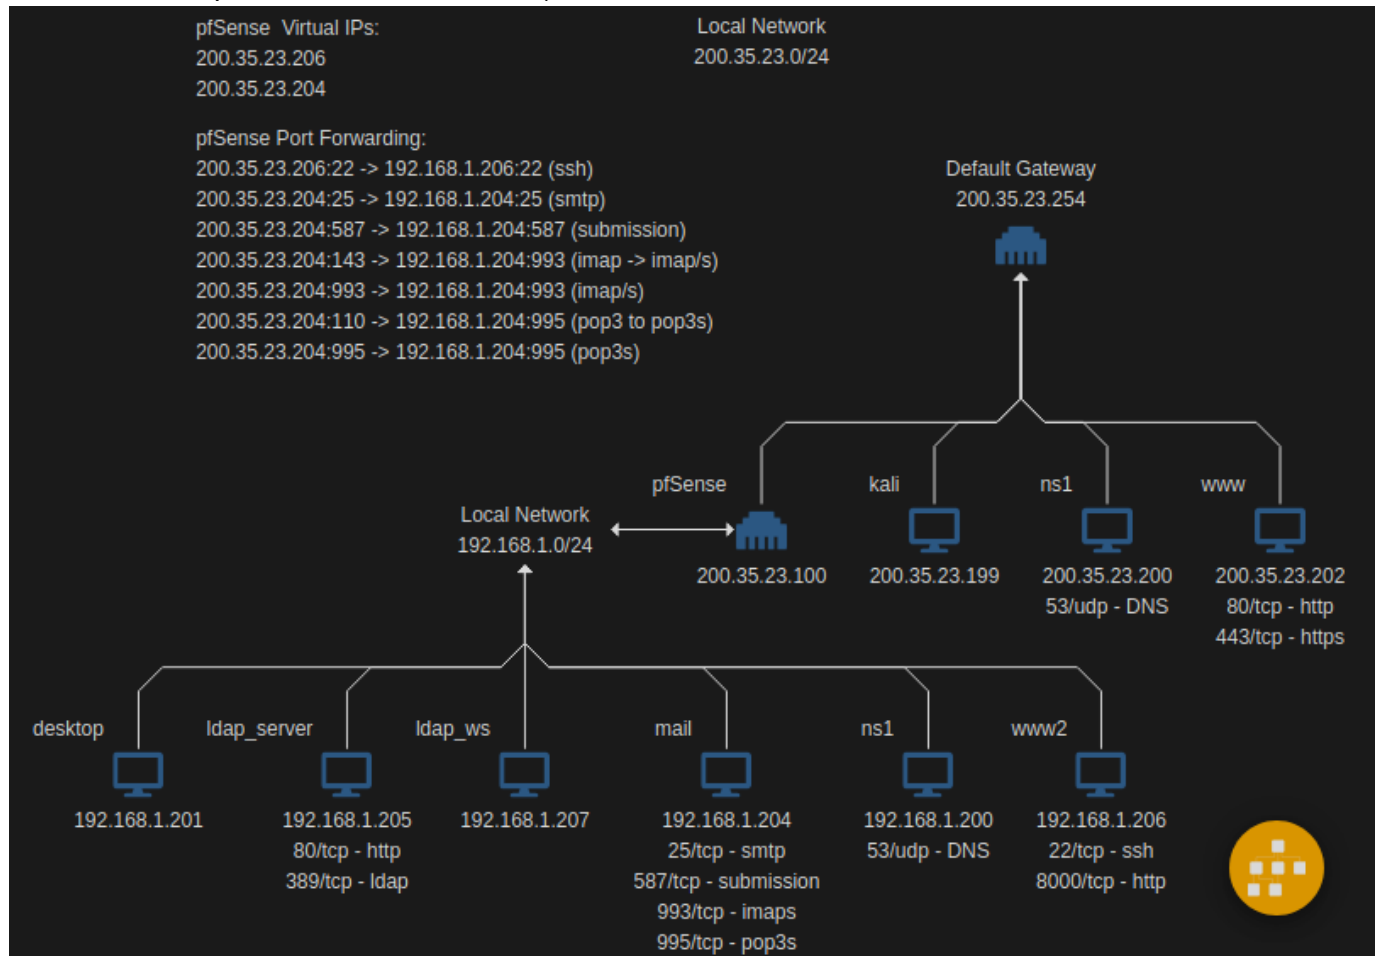 pfSense  Virtual IPs:
200.35.23.206
200.35.23.204
Local Network
200.35.23.0/24
pfSense Port Forwarding:
200.35.23.206:22 -> 192.168.1.206:22 (ssh)
200.35.23.204:25 -> 192.168.1.204:25 (smtp)
200.35.23.204:587 -> 192.168.1.204:587 (submission)
200.35.23.204:143 -> 192.168.1.204:993 (imap -> imap/s)
200.35.23.204:993 -> 192.168.1.204:993 (imap/s)
200.35.23.204:110 -> 192.168.1.204:995 (pop3 to pop3s)
200.35.23.204:995 -> 192.168.1.204:995 (pop3s)
Default Gateway
200.35.23.254
pfSense
200.35.23.100
kali
200.35.23.199
ns1
200.35.23.200
53/udp - DNS
www
200.35.23.202
80/tcp - http
443/tcp - https
Local Network
192.168.1.0/24
desktop
192.168.1.201
ldap_server
192.168.1.205
80/tcp - http
389/tcp - ldap
ldap_ws
192.168.1.207
mail
192.168.1.204
25/tcp - smtp
587/tcp - submission
993/tcp - imaps
995/tcp - pop3s
ns1
192.168.1.200
53/udp - DNS
www2
192.168.1.206
22/tcp - ssh
8000/tcp - http